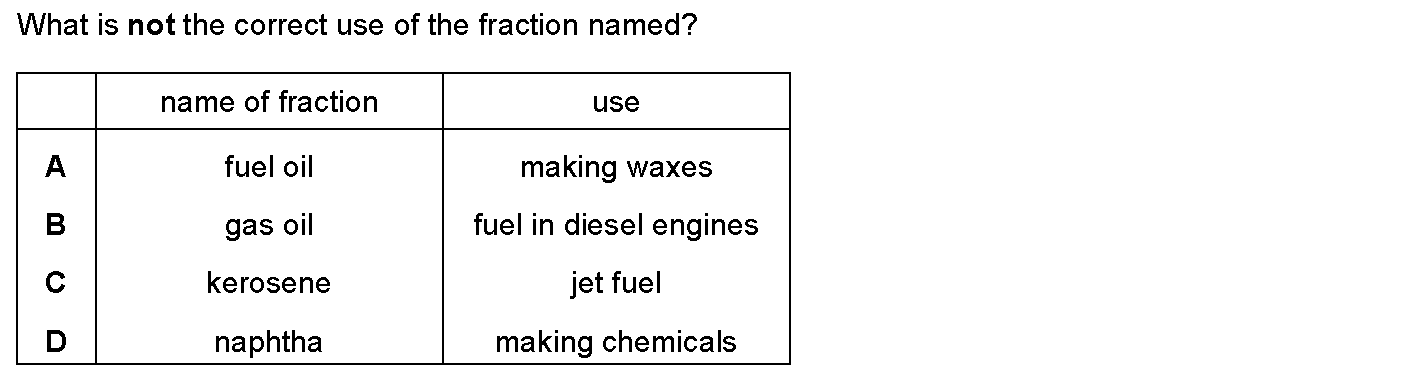 What is not the correct use of the fraction named?
name of fraction use
A fuel oil making waxes
B gas oil fuel in diesel engines
C kerosene jet fuel
D naphtha making chemicals